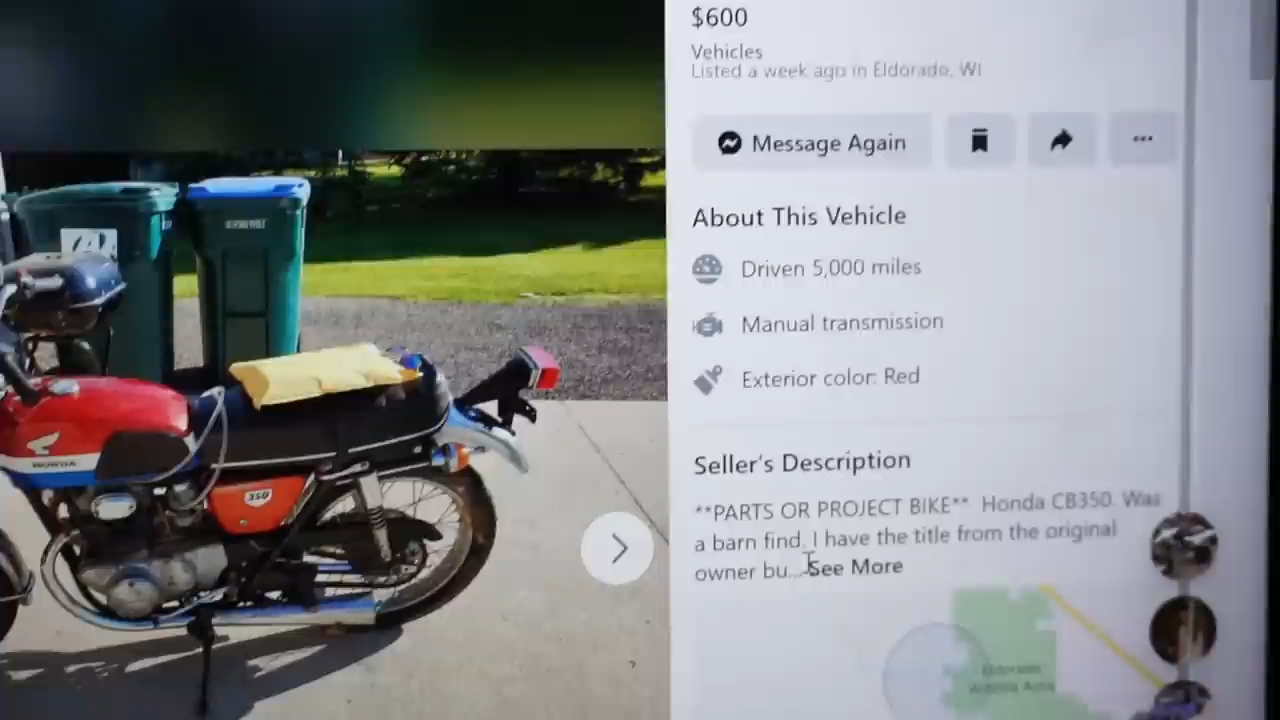 $600
Vehicles
Listed a week ago in Eldorado, WI
Message Again
About This Vehicle
Driven 5,000 miles
Manual transmission
Exterior color: Red
Seller's Description
**PARTS OR PROJECT BIKE** Honda CB350. Was
a barn find. I have the title from the original
owner bu... See More
HONDA
350
Eldorado